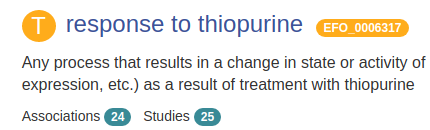 T response to thiopurine EFO_0006317
Any process that results in a change in state or activity of
expression, etc.) as a result of treatment with thiopurine
Associations 24 Studies 25